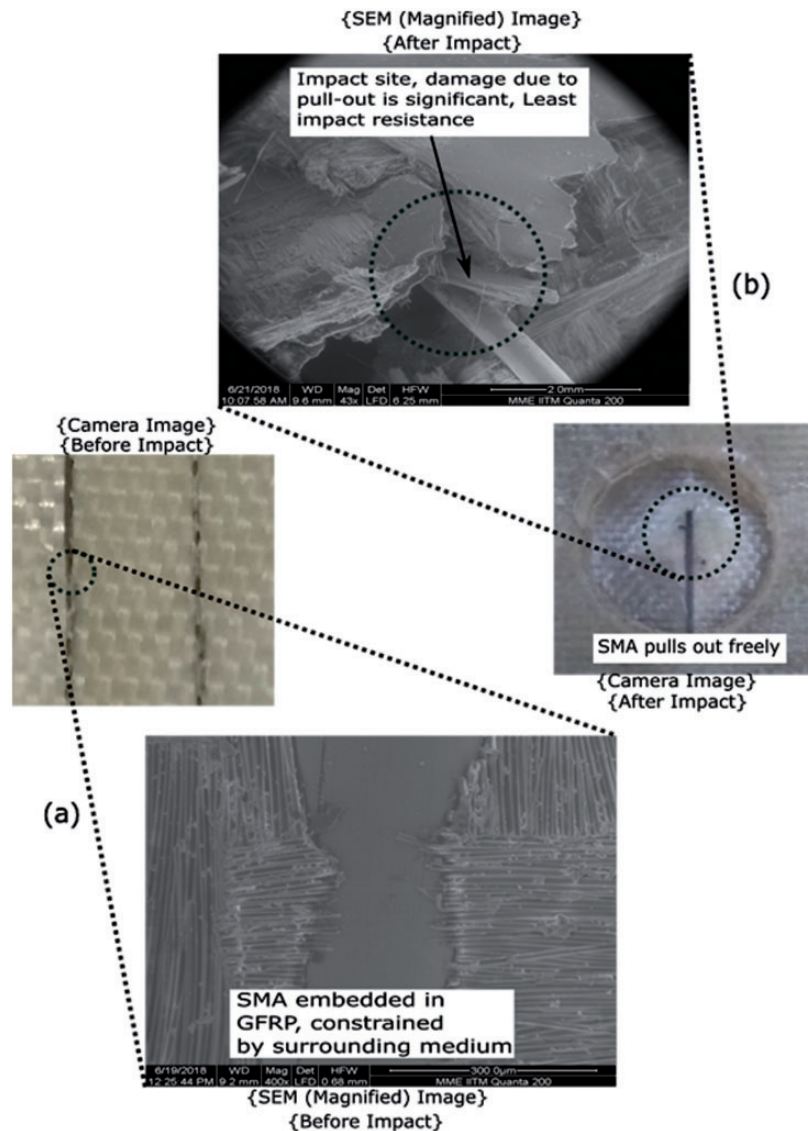 {SEM (Magnified) Image}
{After Impact}
Impact site, damage due to
pull-out is significant, Least
impact resistance
(b)
6/21/2018 WD Mag Det HFW 2.0mm
10:07:58 AM 9.6 mm 43x LFD 6.25 mm MME IITM Quanta 200
{Camera Image}
{Before Impact}
SMA pulls out freely
{Camera Image}
{After Impact}
(a)
SMA embedded in
GFRP, constrained
by surrounding medium
6/19/2018 WD Mag Det HFW 300.0µm
12:25:44 PM 9.2 mm 400x LFD 0.68 mm MME IITM Quanta 200
{SEM (Magnified) Image}
{Before Impact}